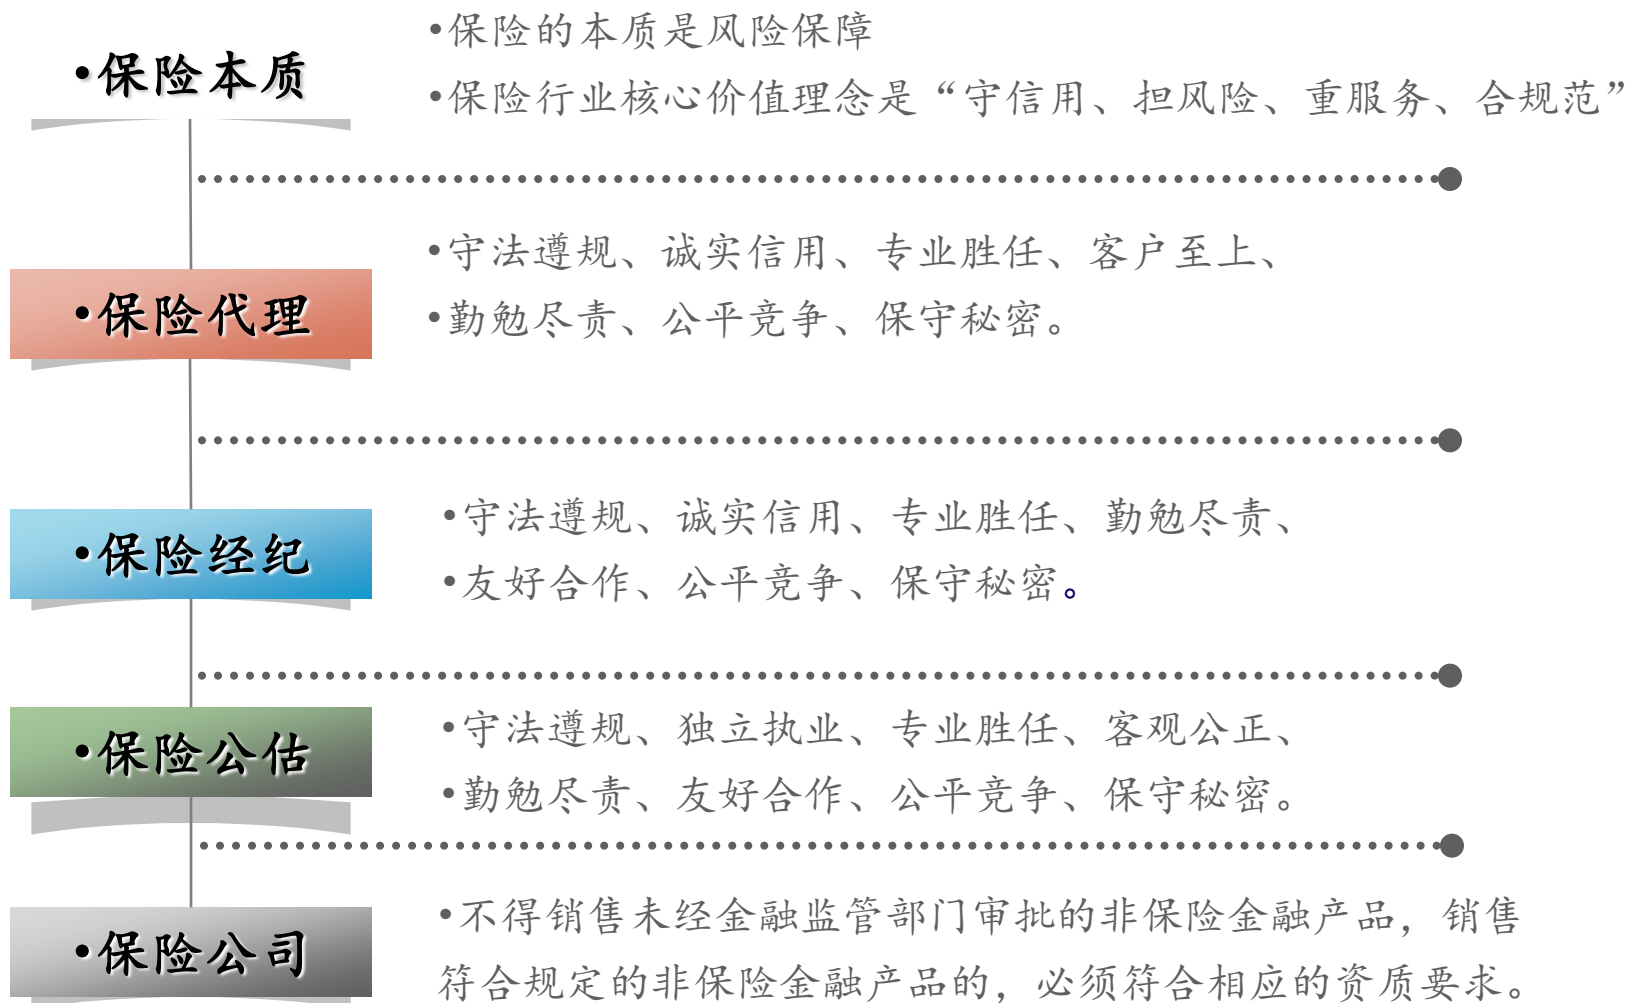 •保险本质
•保险的本质是风险保障
•保险行业核心价值理念是“守信用、担风险、重服务、合规范”
•保险代理
•守法遵规、诚实信用、专业胜任、客户至上、
•勤勉尽责、公平竞争、保守秘密。
•保险经纪
•守法遵规、诚实信用、专业胜任、勤勉尽责、
•友好合作、公平竞争、保守秘密。
•保险公估
•守法遵规、独立执业、专业胜任、客观公正、
•勤勉尽责、友好合作、公平竞争、保守秘密。
•保险公司
•不得销售未经金融监管部门审批的非保险金融产品，销售
符合规定的非保险金融产品的，必须符合相应的资质要求。